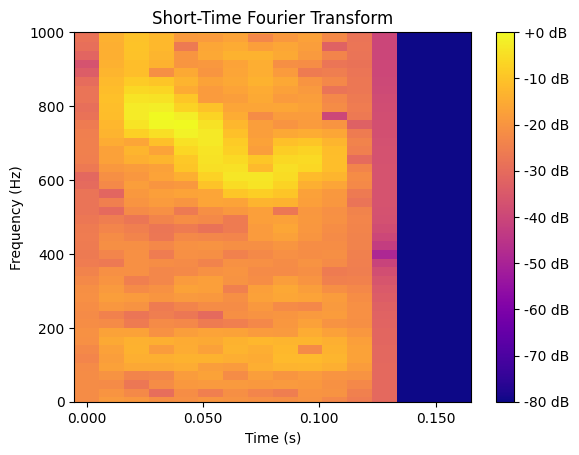 Short-Time Fourier Transform
1000
800
600
400
200
0
Frequency (Hz)
0.000
0.050
0.100
0.150
Time (s)
+0 dB
-10 dB
-20 dB
-30 dB
-40 dB
-50 dB
-60 dB
-70 dB
-80 dB